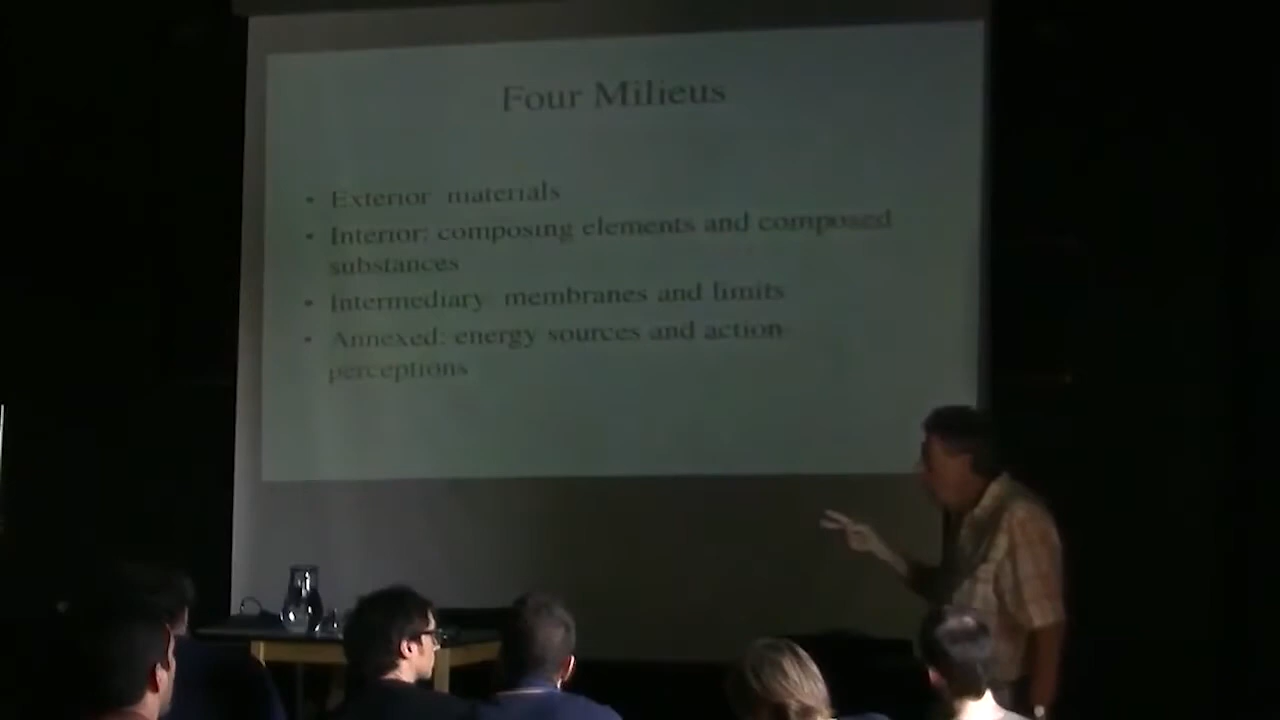 Four Milieus
• Exterior: materials
• Interior: composing elements and composed
substances
• Intermediary: membranes and limits
• Annexed: energy sources and action-
perceptions